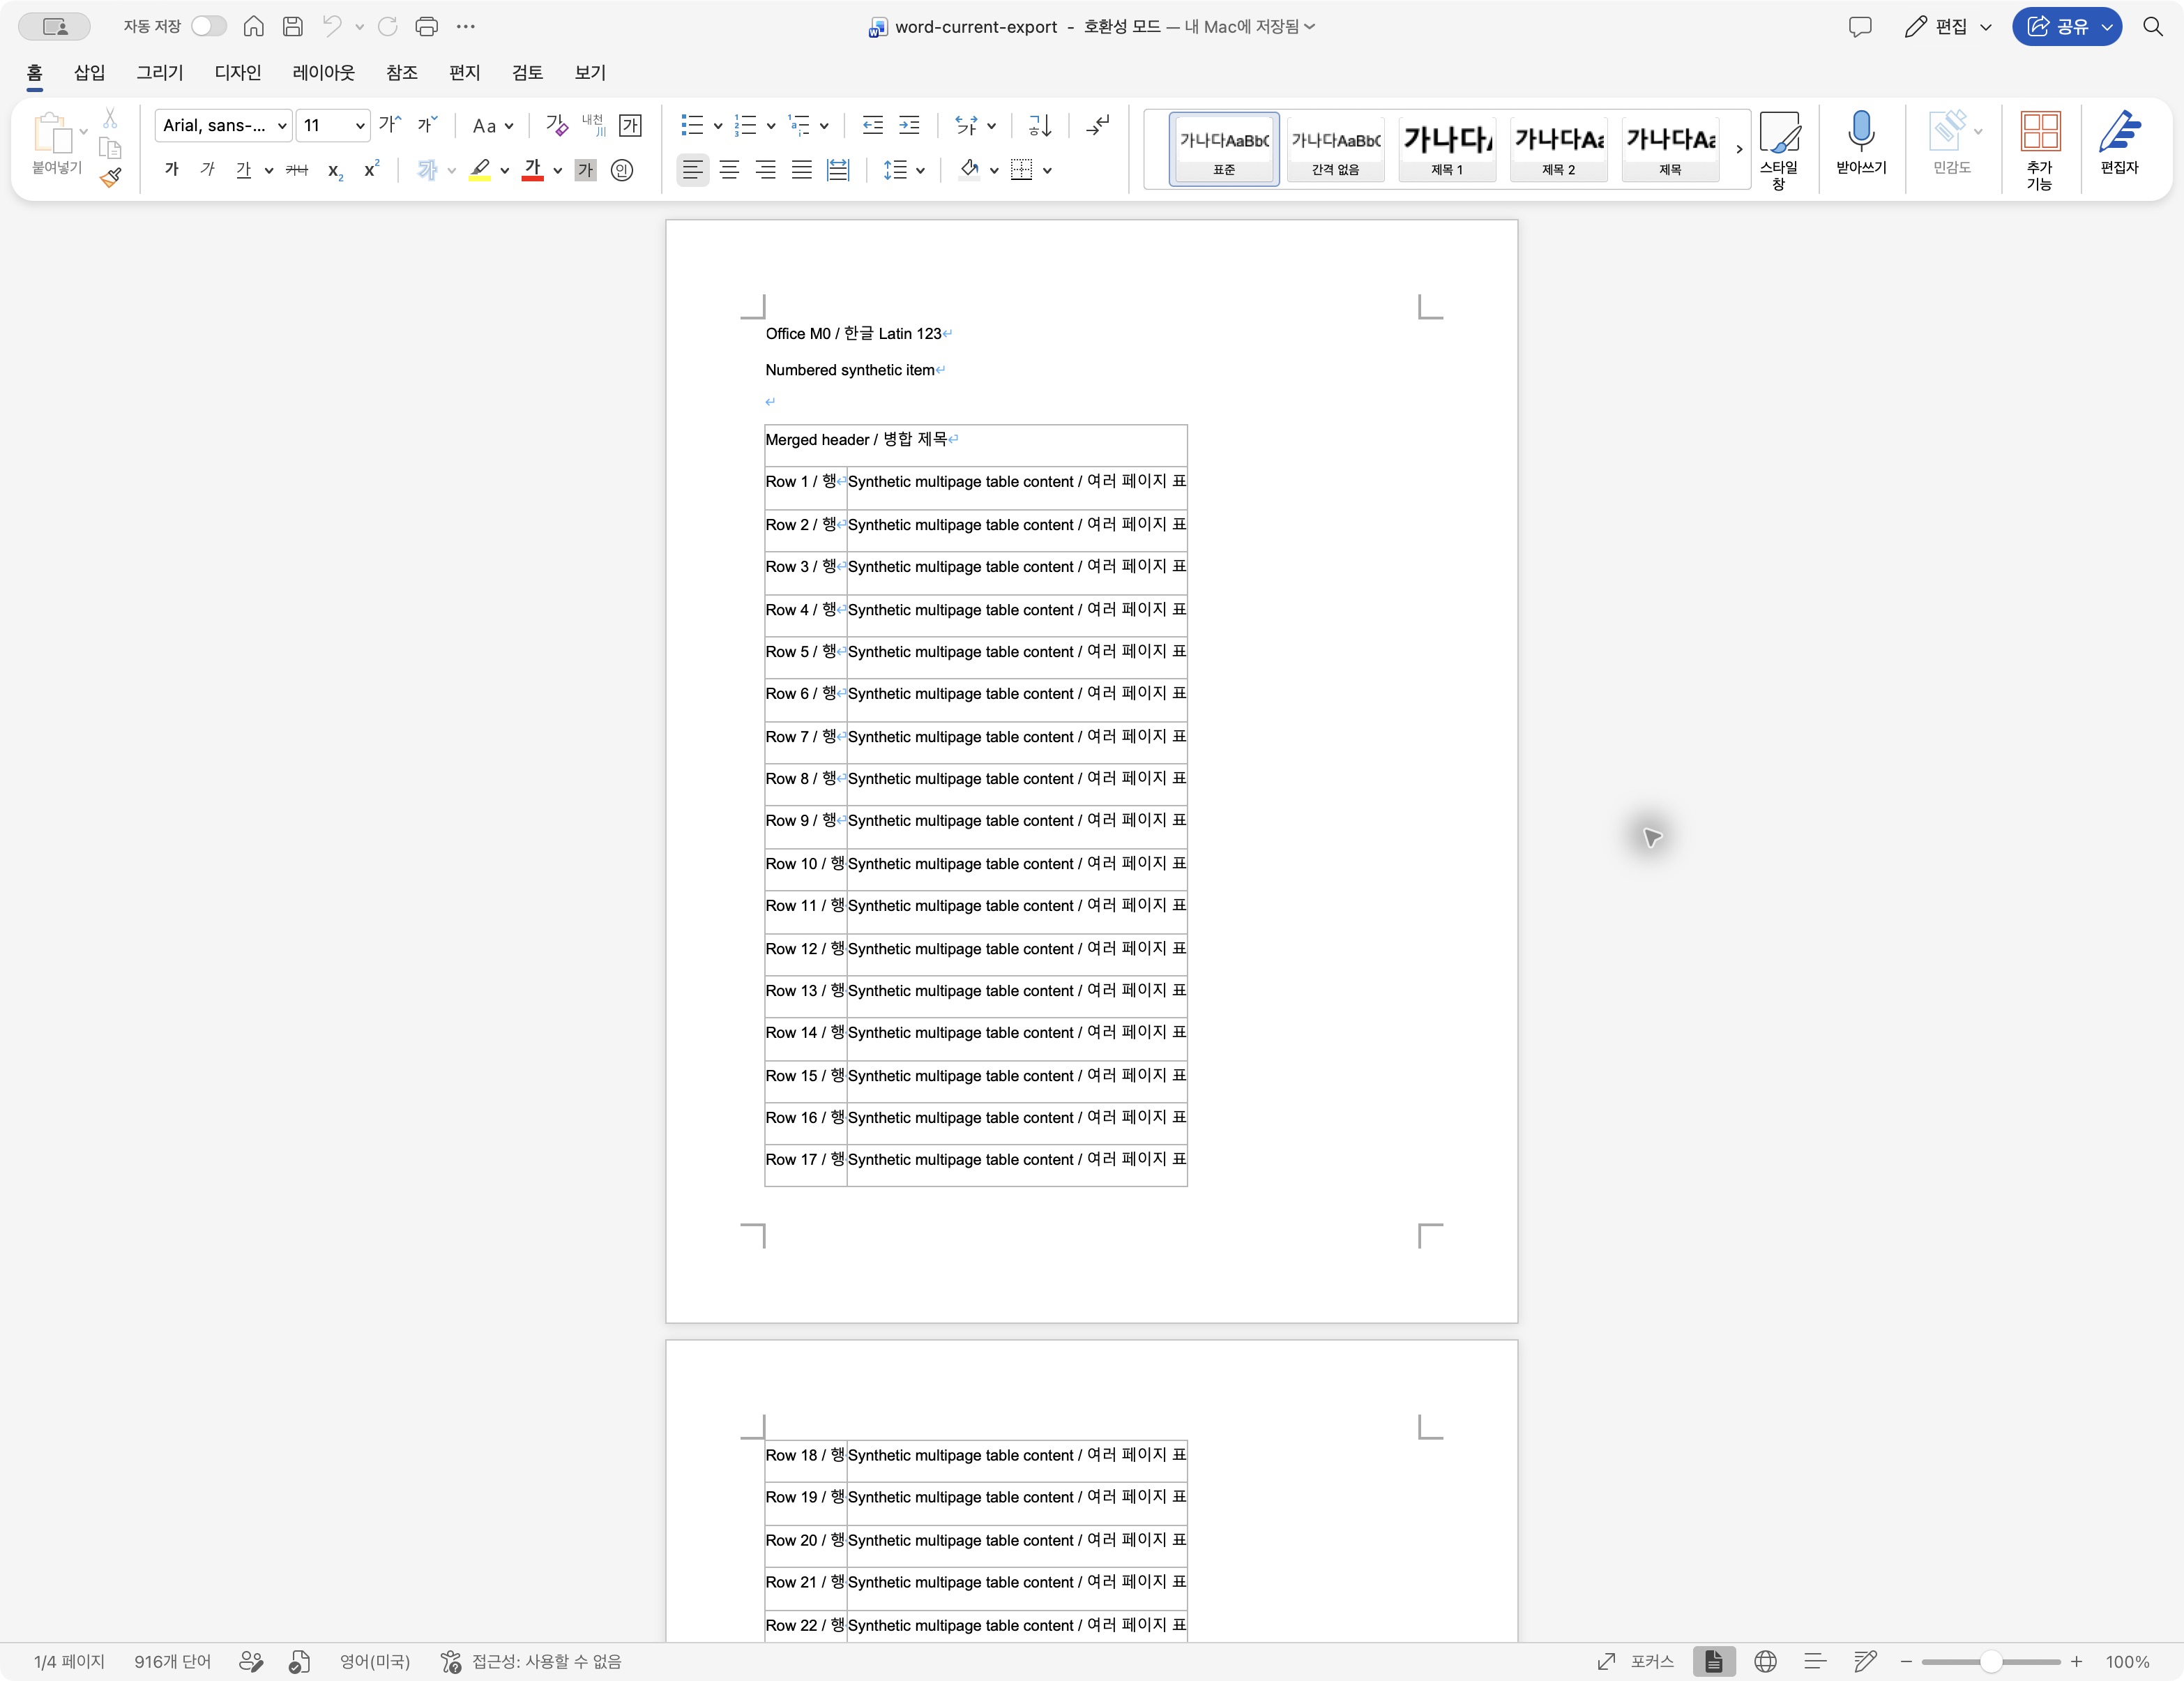 자동 저장
word-current-export - 호환성 모드 — 내 Mac에 저장됨
편집
공유
홈 삽입 그리기 디자인 레이아웃 참조 편지 검토 보기
붙여넣기
Arial, sans-...
11
가나다AaBbC
표준
가나다AaBbC
간격 없음
가나다
제목 1
가나다Aa
제목 2
가나다Aa
제목
스타일
창
받아쓰기
민감도
추가
기능
편집자
Office M0 / 한글 Latin 123
Numbered synthetic item
Merged header / 병합 제목
Row 1 / 행 Synthetic multipage table content / 여러 페이지 표
Row 2 / 행 Synthetic multipage table content / 여러 페이지 표
Row 3 / 행 Synthetic multipage table content / 여러 페이지 표
Row 4 / 행 Synthetic multipage table content / 여러 페이지 표
Row 5 / 행 Synthetic multipage table content / 여러 페이지 표
Row 6 / 행 Synthetic multipage table content / 여러 페이지 표
Row 7 / 행 Synthetic multipage table content / 여러 페이지 표
Row 8 / 행 Synthetic multipage table content / 여러 페이지 표
Row 9 / 행 Synthetic multipage table content / 여러 페이지 표
Row 10 / 행 Synthetic multipage table content / 여러 페이지 표
Row 11 / 행 Synthetic multipage table content / 여러 페이지 표
Row 12 / 행 Synthetic multipage table content / 여러 페이지 표
Row 13 / 행 Synthetic multipage table content / 여러 페이지 표
Row 14 / 행 Synthetic multipage table content / 여러 페이지 표
Row 15 / 행 Synthetic multipage table content / 여러 페이지 표
Row 16 / 행 Synthetic multipage table content / 여러 페이지 표
Row 17 / 행 Synthetic multipage table content / 여러 페이지 표
Row 18 / 행 Synthetic multipage table content / 여러 페이지 표
Row 19 / 행 Synthetic multipage table content / 여러 페이지 표
Row 20 / 행 Synthetic multipage table content / 여러 페이지 표
Row 21 / 행 Synthetic multipage table content / 여러 페이지 표
Row 22 / 행 Synthetic multipage table content / 여러 페이지 표
1/4 페이지 916개 단어 영어(미국) 접근성: 사용할 수 없음 포커스 100%